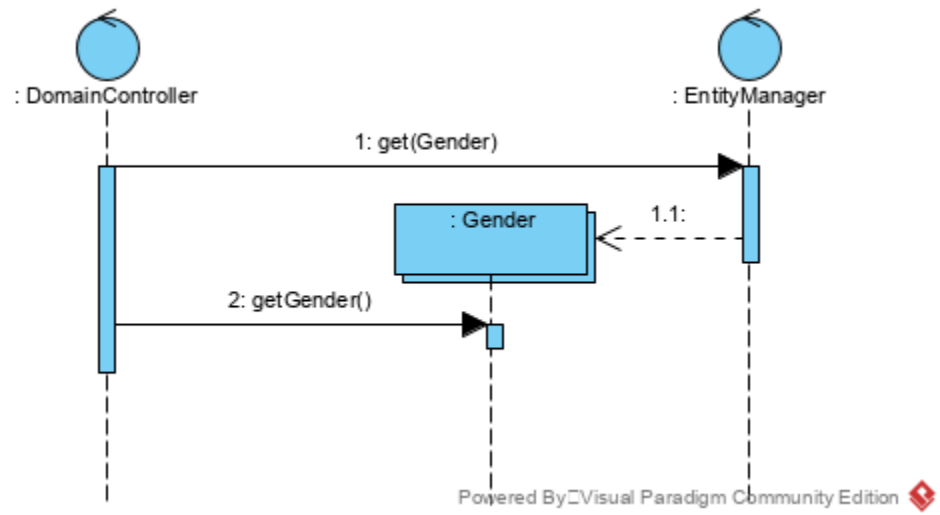 : DomainController
: EntityManager
1: get(Gender)
: Gender
1.1:
2: getGender()
Powered By Visual Paradigm Community Edition